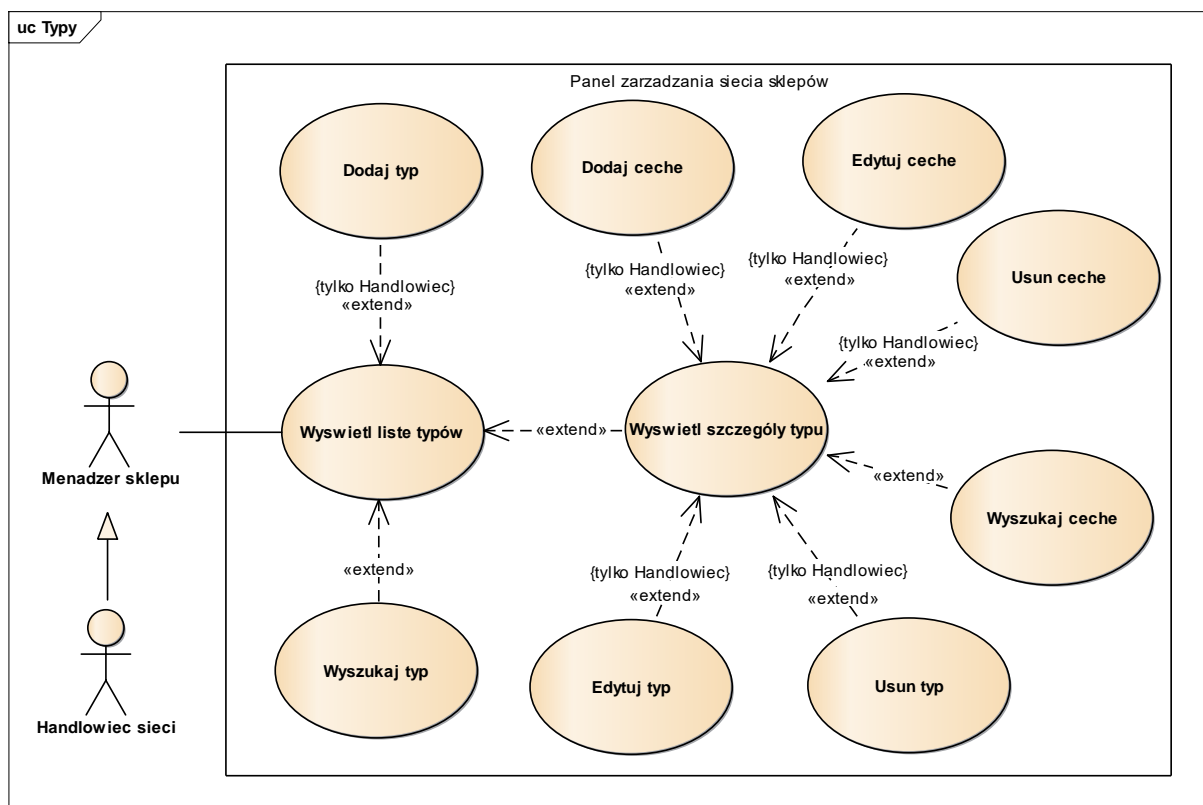 uc Typy
Panel zarzadzania siecia sklepów
Dodaj typ
Dodaj ceche
Edytuj ceche
Usun ceche
{tylko Handlowiec}
«extend»
{tylko Handlowiec}
«extend»
{tylko Handlowiec}
«extend»
{tylko Handlowiec}
«extend»
Menadzer sklepu
Wyswietl liste typów
«extend»
Wyswietl szczególy typu
«extend»
Wyszukaj ceche
«extend»
{tylko Handlowiec}
«extend»
{tylko Handlowiec}
«extend»
Wyszukaj typ
Edytuj typ
Usun typ
Handlowiec sieci